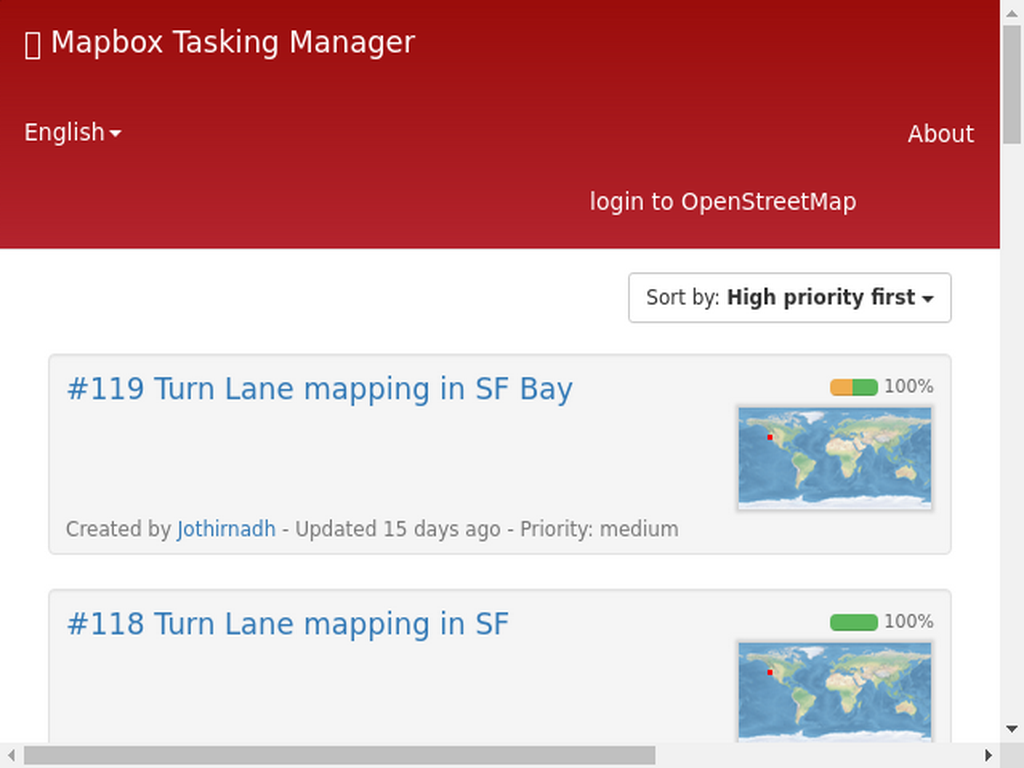 Mapbox Tasking Manager
English
About
login to OpenStreetMap
Sort by: High priority first
#119 Turn Lane mapping in SF Bay
100%
Created by Jothirnadh - Updated 15 days ago - Priority: medium
#118 Turn Lane mapping in SF
100%